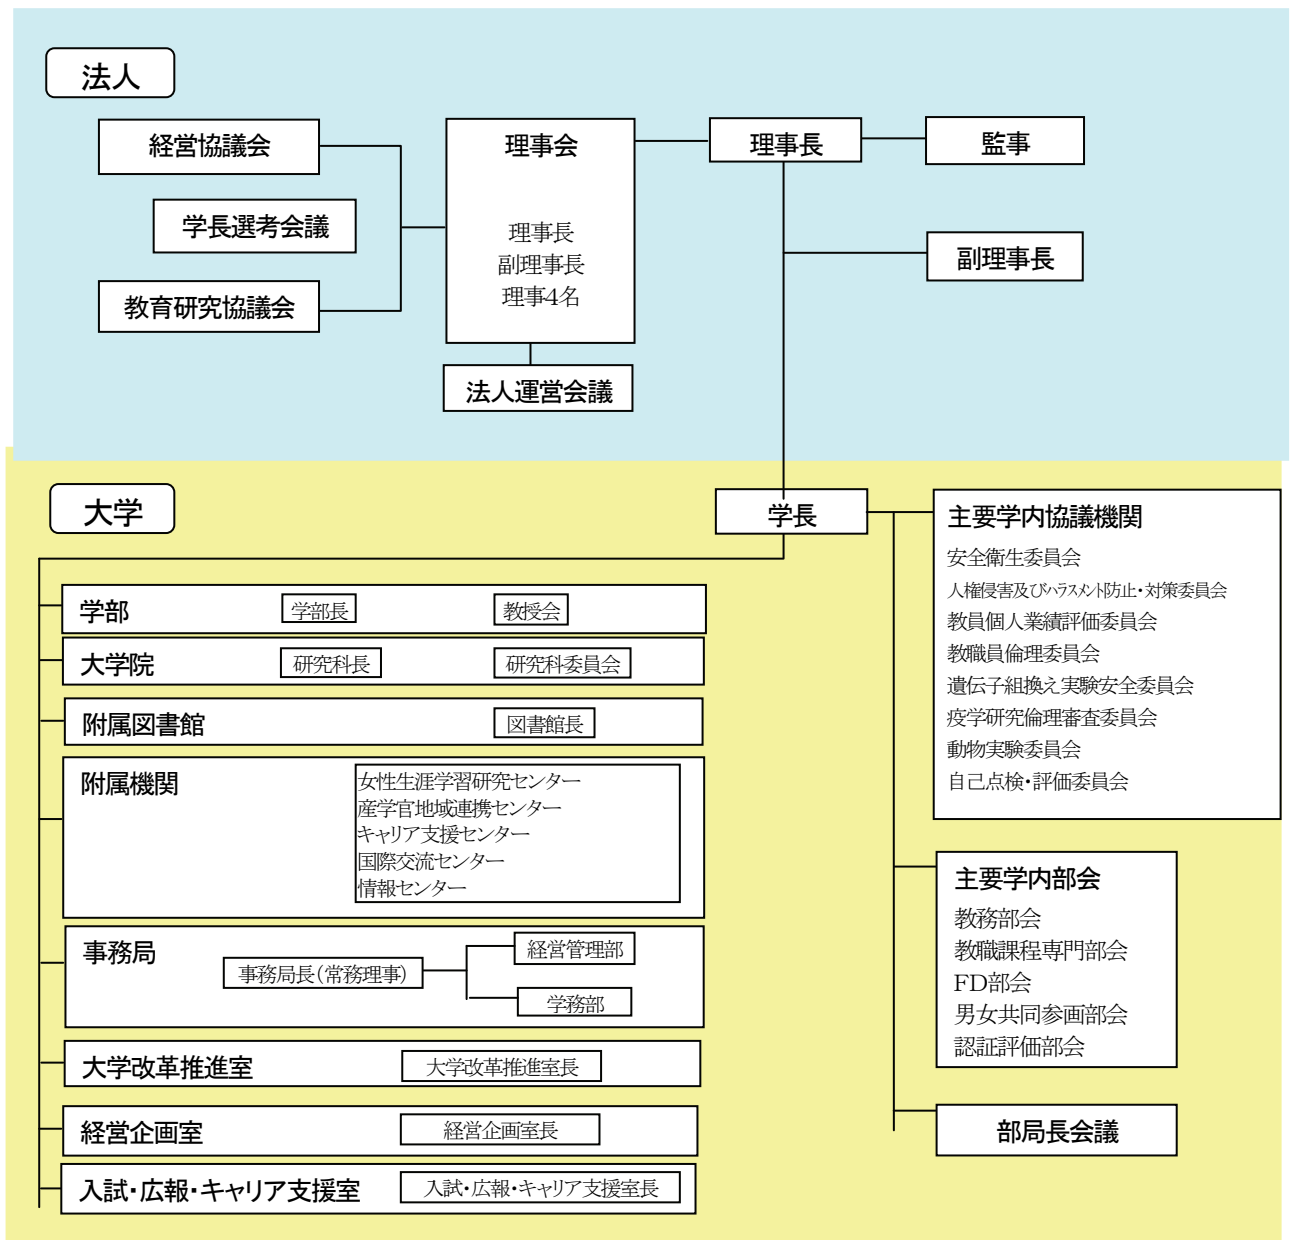 法人
経営協議会
学長選考会議
教育研究協議会
理事会
理事長
副理事長
理事4名
法人運営会議
理事長
監事
副理事長
大学
学長
学部
学部長
教授会
大学院
研究科長
研究科委員会
附属図書館
図書館長
附属機関
女性生涯学習研究センター
産学官地域連携センター
キャリア支援センター
国際交流センター
情報センター
事務局
事務局長(常務理事)
経営管理部
学務部
大学改革推進室
大学改革推進室長
経営企画室
経営企画室長
入試・広報・キャリア支援室
入試・広報・キャリア支援室長
主要学内協議機関
安全衛生委員会
人権侵害及びハラスメント防止・対策委員会
教員個人業績評価委員会
教職員倫理委員会
遺伝子組換え実験安全委員会
疫学研究倫理審査委員会
動物実験委員会
自己点検・評価委員会
主要学内部会
教務部会
教職課程専門部会
FD部会
男女共同参画部会
認証評価部会
部局長会議